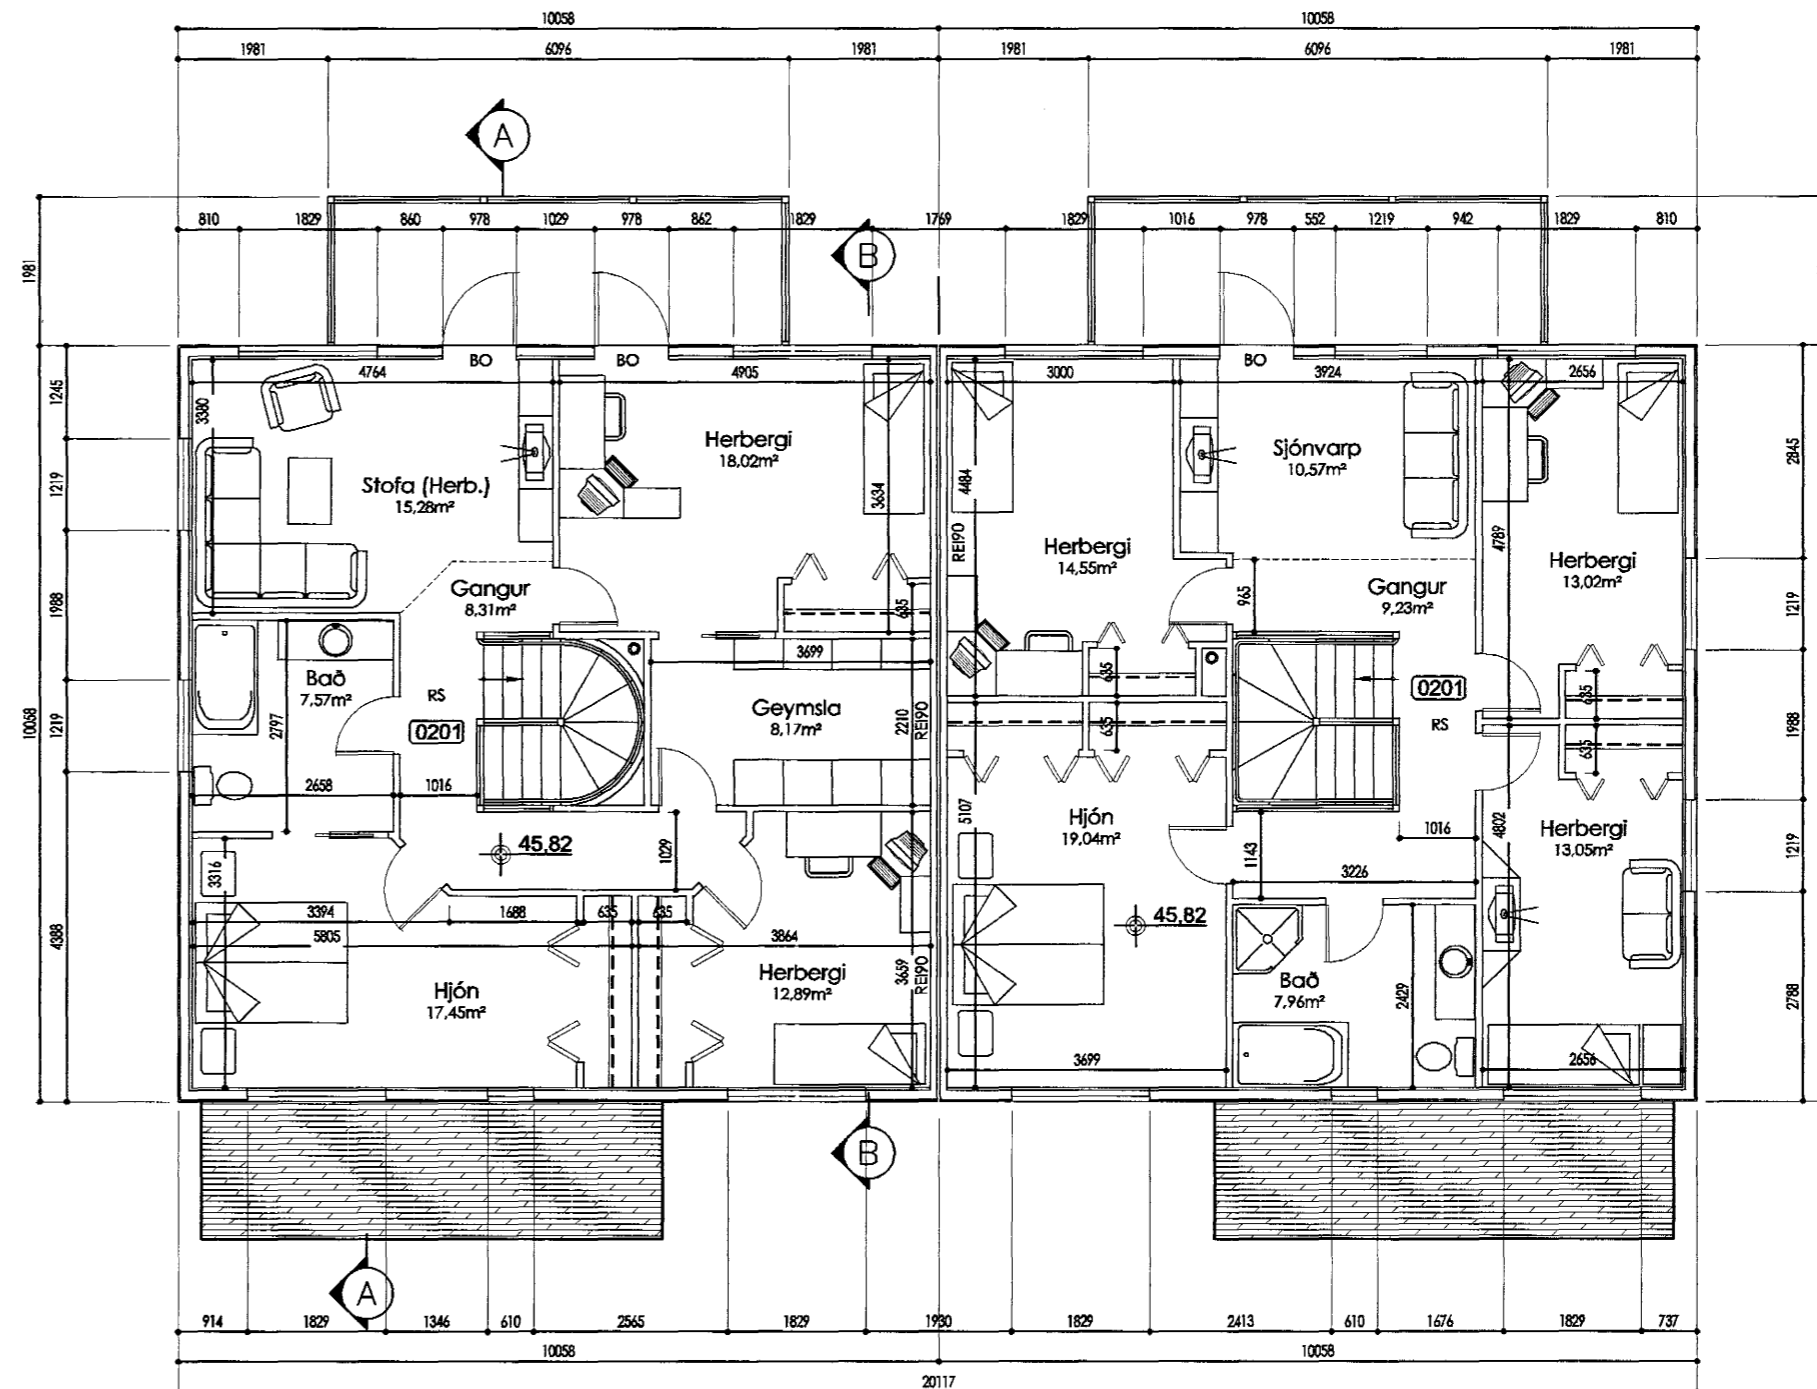 10058 10058
1981 6096 1981 1981 6096 1981
A
810 1829 860 978 1029 978 862 1829 1769 1829 1016 978 552 1219 942 1829 810
B
1981
BO BO BO
4764 4905 3000 3924 2656
1245
3380
Herbergi
18,02m²
Sjónvarp
10,57m²
2845
Stofa (Herb.)
15,28m²
1219
3634
4484
REI90
Herbergi
14,55m²
4789
Herbergi
13,02m²
Gangur
8,31m²
Gangur
9,23m²
965
1988
635
1219
3699
635
635
Bað
7,57m²
RS
0201
Geymsla
8,17m²
2210
REI90
0201
RS
10058
2797
635
635
1988
1219
2658 1016
5107
Hjón
19,04m²
1016
4802
Herbergi
13,05m²
45,82
1029
1143
1219
3316
3226
3394 1688 635 635
45,82
5805 3864
4388
3659
REI90
Herbergi
12,89m²
Hjón
17,45m²
Bað
7,96m²
2429
2788
3699 2656
B
A
914 1829 1346 610 2565 1829 1930 1829 2413 610 1676 1829 737
10058 10058
20117